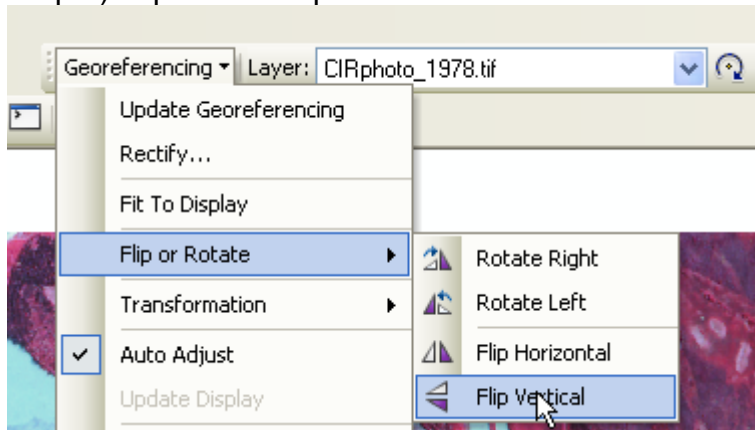 Georeferencing Layer: CIRphoto_1978.tif
Update Georeferencing
Rectify...
Fit To Display
Flip or Rotate
Transformation
Auto Adjust
Update Display
Rotate Right
Rotate Left
Flip Horizontal
Flip Vertical